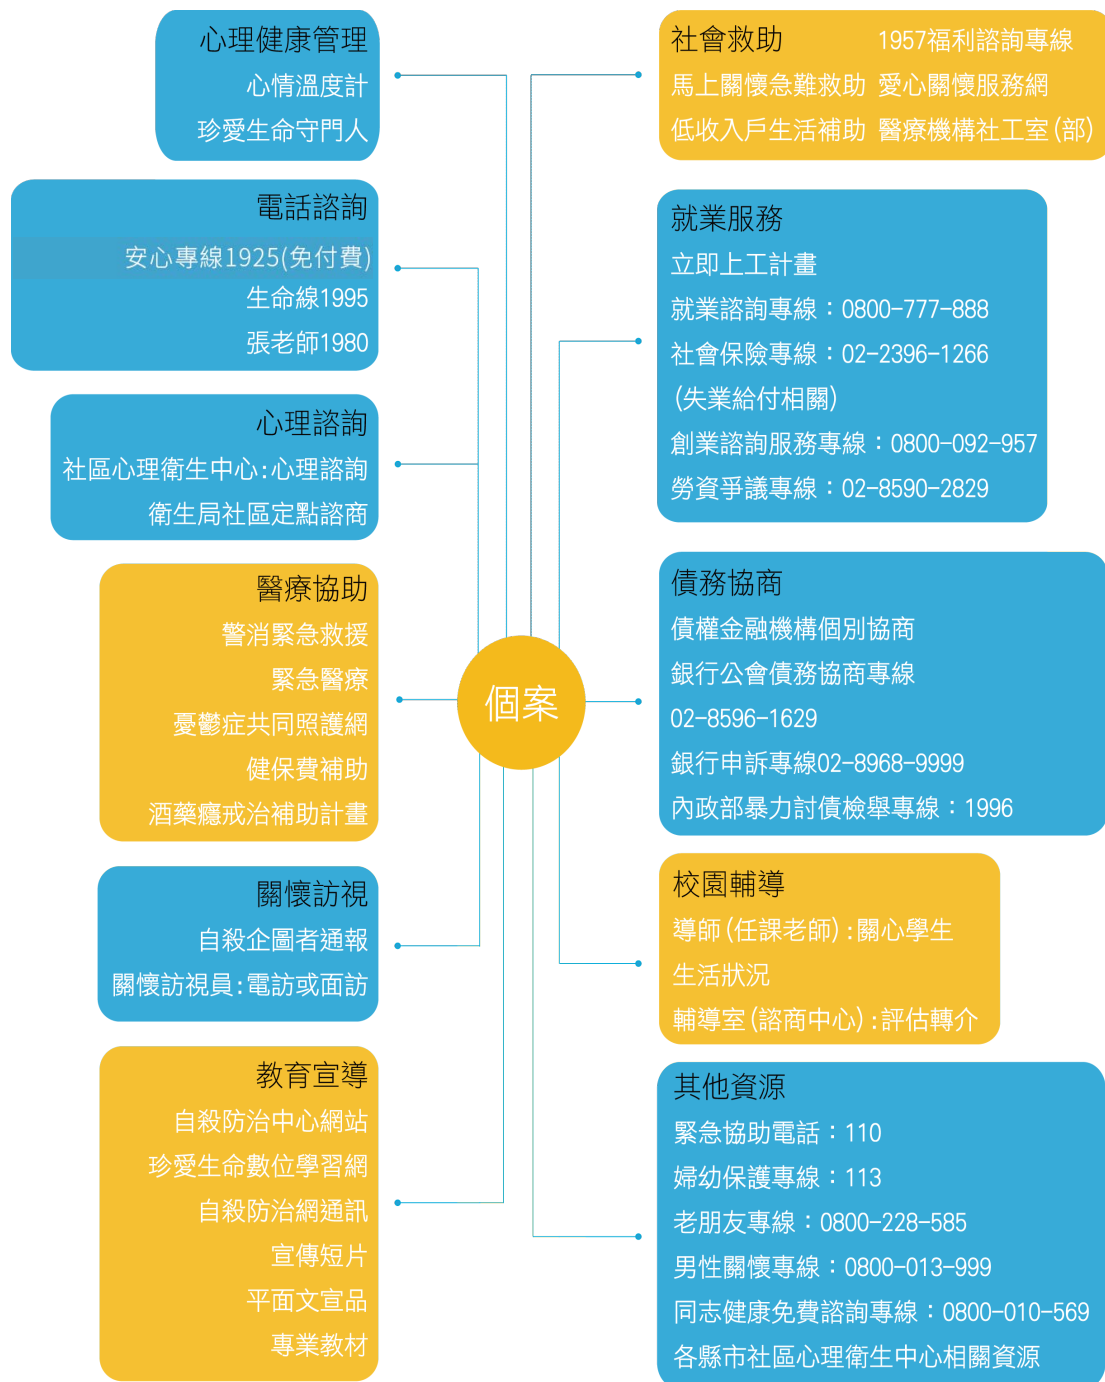 心理健康管理
心情溫度計
珍愛生命守門人
電話諮詢
安心專線1925(免付費)
生命線1995
張老師1980
心理諮詢
社區心理衛生中心:心理諮詢
衛生局社區定點諮商
醫療協助
警消緊急救援
緊急醫療
憂鬱症共同照護網
健保費補助
酒藥癮戒治補助計畫
關懷訪視
自殺企圖者通報
關懷訪視員:電訪或面訪
教育宣導
自殺防治中心網站
珍愛生命數位學習網
自殺防治網通訊
宣傳短片
平面文宣品
專業教材
個案
社會救助 1957福利諮詢專線
馬上關懷急難救助 愛心關懷服務網
低收入戶生活補助 醫療機構社工室(部)
就業服務
立即上工計畫
就業諮詢專線：0800-777-888
社會保險專線：02-2396-1266
(失業給付相關)
創業諮詢服務專線：0800-092-957
勞資爭議專線：02-8590-2829
債務協商
債權金融機構個別協商
銀行公會債務協商專線
02-8596-1629
銀行申訴專線02-8968-9999
內政部暴力討債檢舉專線：1996
校園輔導
導師(任課老師):關心學生
生活狀況
輔導室(諮商中心):評估轉介
其他資源
緊急協助電話：110
婦幼保護專線：113
老朋友專線：0800-228-585
男性關懷專線：0800-013-999
同志健康免費諮詢專線：0800-010-569
各縣市社區心理衛生中心相關資源